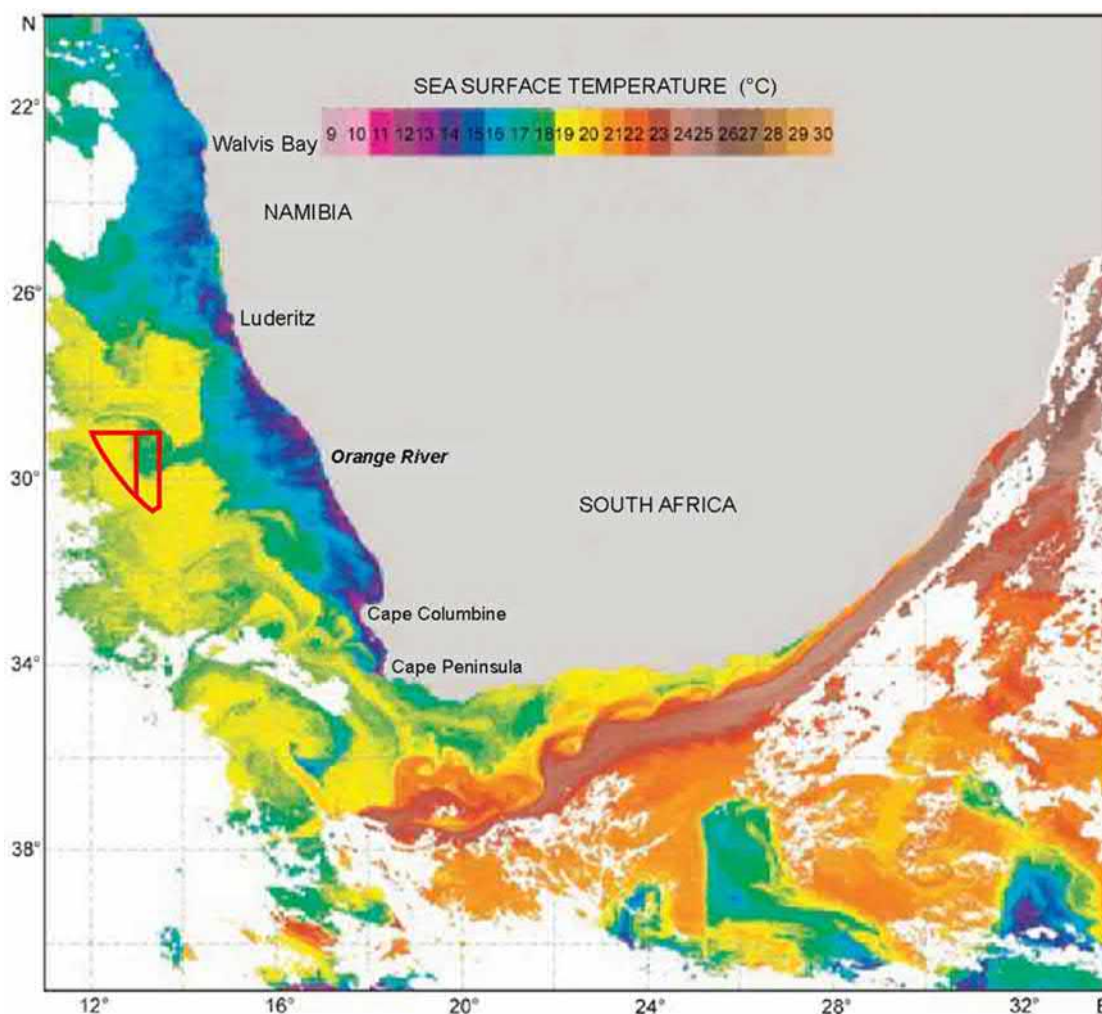 N
SEA SURFACE TEMPERATURE (°C)
22°
9 10 11 12 13 14 15 16 17 18 19 20 21 22 23 24 25 26 27 28 29 30
Walvis Bay
NAMIBIA
26°
Luderitz
Orange River
30°
SOUTH AFRICA
Cape Columbine
34°
Cape Peninsula
38°
12° 16° 20° 24° 28° 32° E